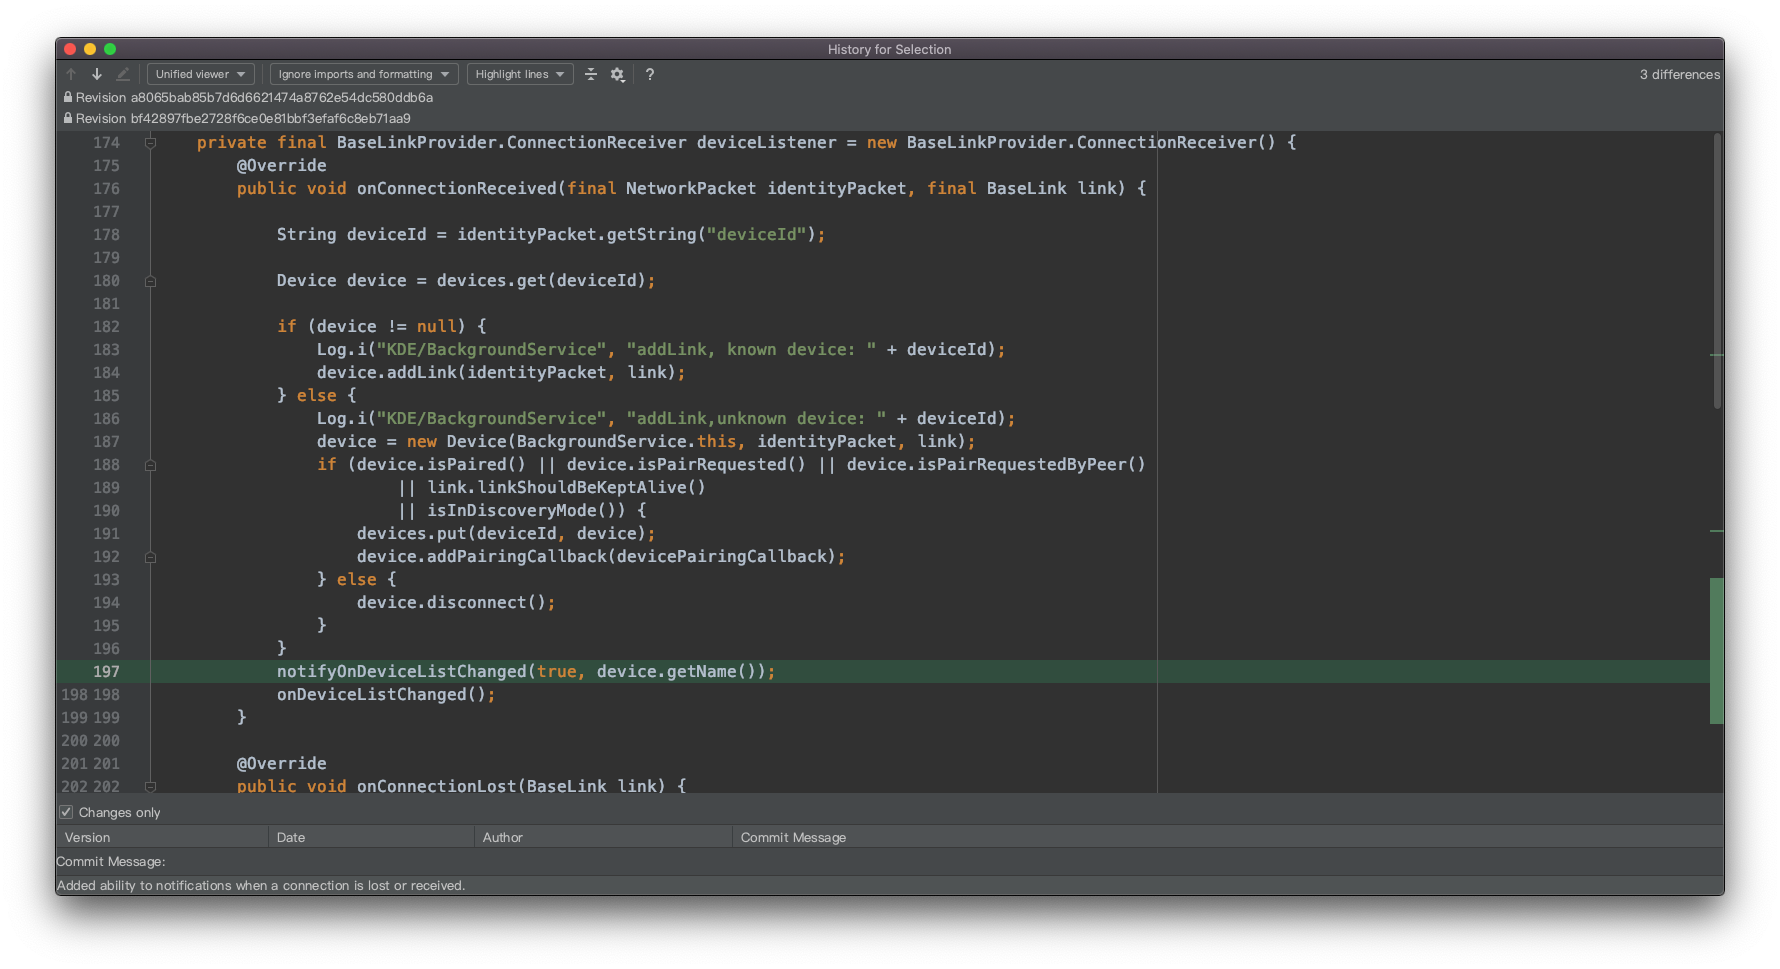 History for Selection
Unified viewer Ignore imports and formatting Highlight lines ? 3 differences
Revision a8065bab85b7d6d6621474a8762e54dc580ddb6a
Revision bf42897fbe2728f6ce0e81bbf3efaf6c8eb71aa9
174 private final BaseLinkProvider.ConnectionReceiver deviceListener = new BaseLinkProvider.ConnectionReceiver() {
175 @Override
176 public void onConnectionReceived(final NetworkPacket identityPacket, final BaseLink link) {
177
178 String deviceId = identityPacket.getString("deviceId");
179
180 Device device = devices.get(deviceId);
181
182 if (device != null) {
183 Log.i("KDE/BackgroundService", "addLink, known device: " + deviceId);
184 device.addLink(identityPacket, link);
185 } else {
186 Log.i("KDE/BackgroundService", "addLink,unknown device: " + deviceId);
187 device = new Device(BackgroundService.this, identityPacket, link);
188 if (device.isPaired() || device.isPairRequested() || device.isPairRequestedByPeer()
189 || link.linkShouldBeKeptAlive()
190 || isInDiscoveryMode()) {
191 devices.put(deviceId, device);
192 device.addPairingCallback(devicePairingCallback);
193 } else {
194 device.disconnect();
195 }
196 }
197 notifyOnDeviceListChanged(true, device.getName());
198 198 onDeviceListChanged();
199 199 }
200 200
201 201 @Override
202 202 public void onConnectionLost(BaseLink link) {
Changes only
Version Date Author Commit Message
Commit Message:
Added ability to notifications when a connection is lost or received.